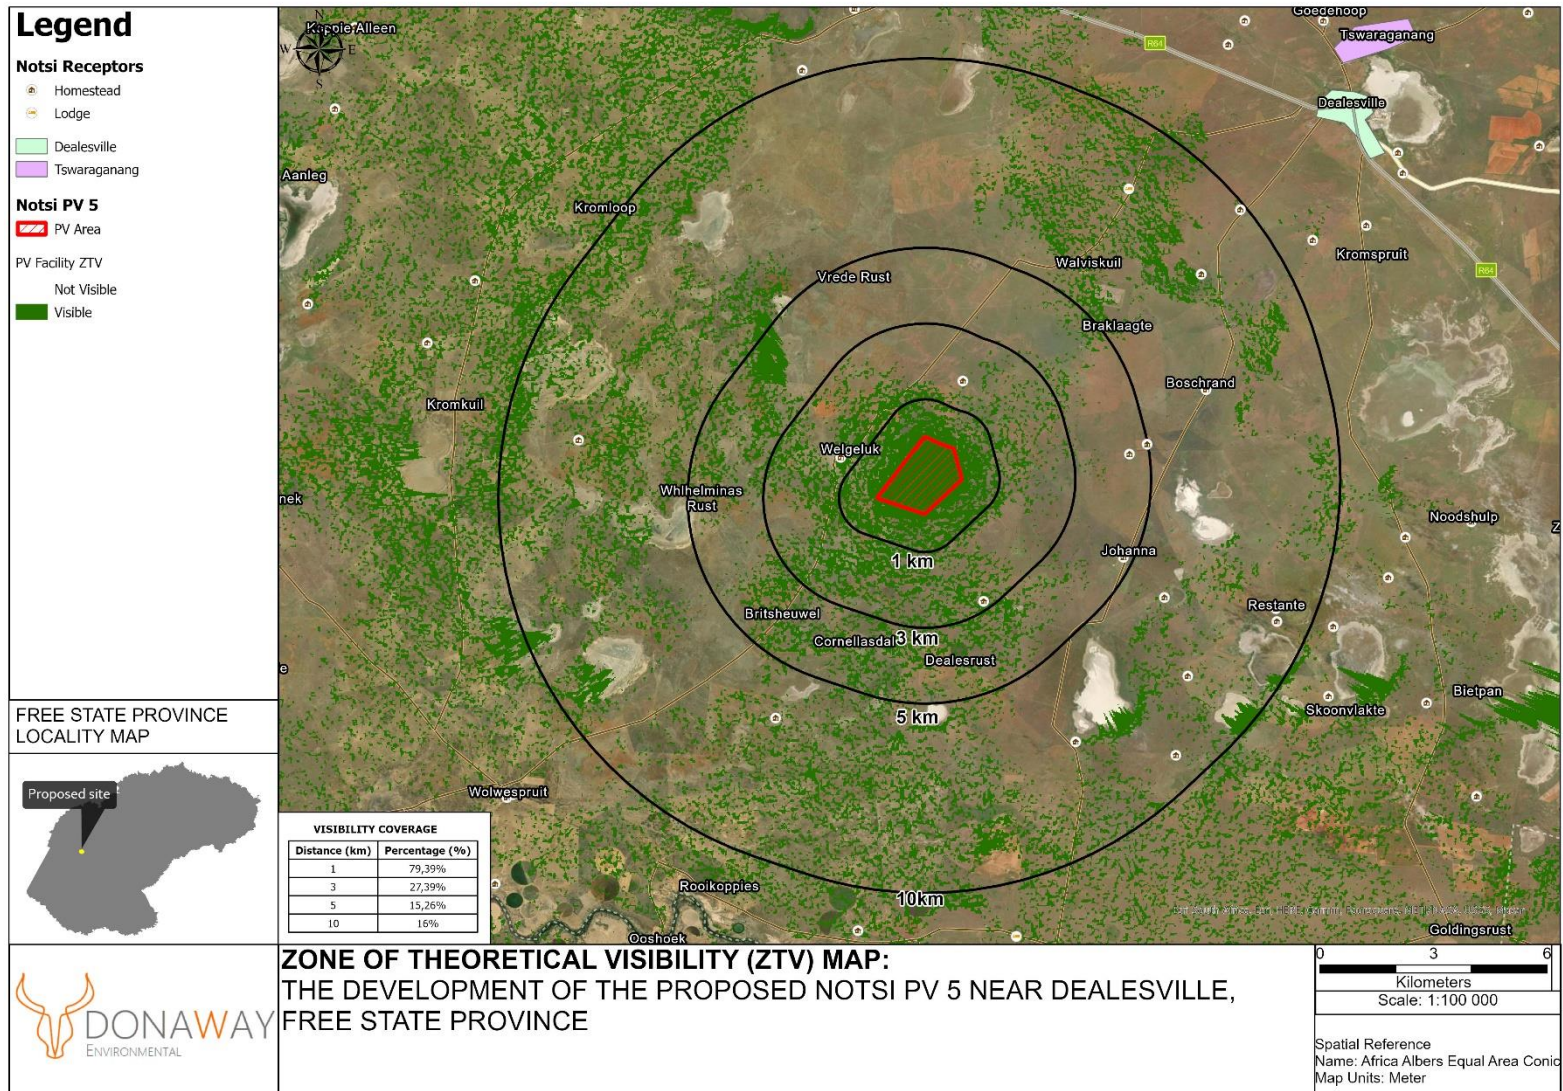 Legend
Notsi Receptors
Homestead
Lodge
Dealesville
Tswaraganang
Notsi PV 5
PV Area
PV Facility ZTV
Not Visible
Visible
FREE STATE PROVINCE
LOCALITY MAP
Proposed site
N
W
E
S
Koppie Alleen
Goedehoop
Tswaraganang
R64
Dealesville
Aanleg
Kromloop
Kromspruit
Walviskuil
R64
Vrede Rust
Braklaagte
Boschrand
Kromkuil
Welgeluk
Whlhelminas
Rust
nek
Noodshulp
Z
Johanna
1 km
Restante
Britsheuwel
Cornellasdal
3 km
Dealesrust
e
Bietpan
Skoonvlakte
5 km
Wolwespruit
Rooikoppies
10km
Goldingsrust
Ooshoek
VISIBILITY COVERAGE
Distance (km) Percentage (%)
1 79,39%
3 27,39%
5 15,26%
10 16%
DONAWAY
ENVIRONMENTAL
ZONE OF THEORETICAL VISIBILITY (ZTV) MAP:
THE DEVELOPMENT OF THE PROPOSED NOTSI PV 5 NEAR DEALESVILLE,
FREE STATE PROVINCE
0 3 6
Kilometers
Scale: 1:100 000
Spatial Reference
Name: Africa Albers Equal Area Conic
Map Units: Meter